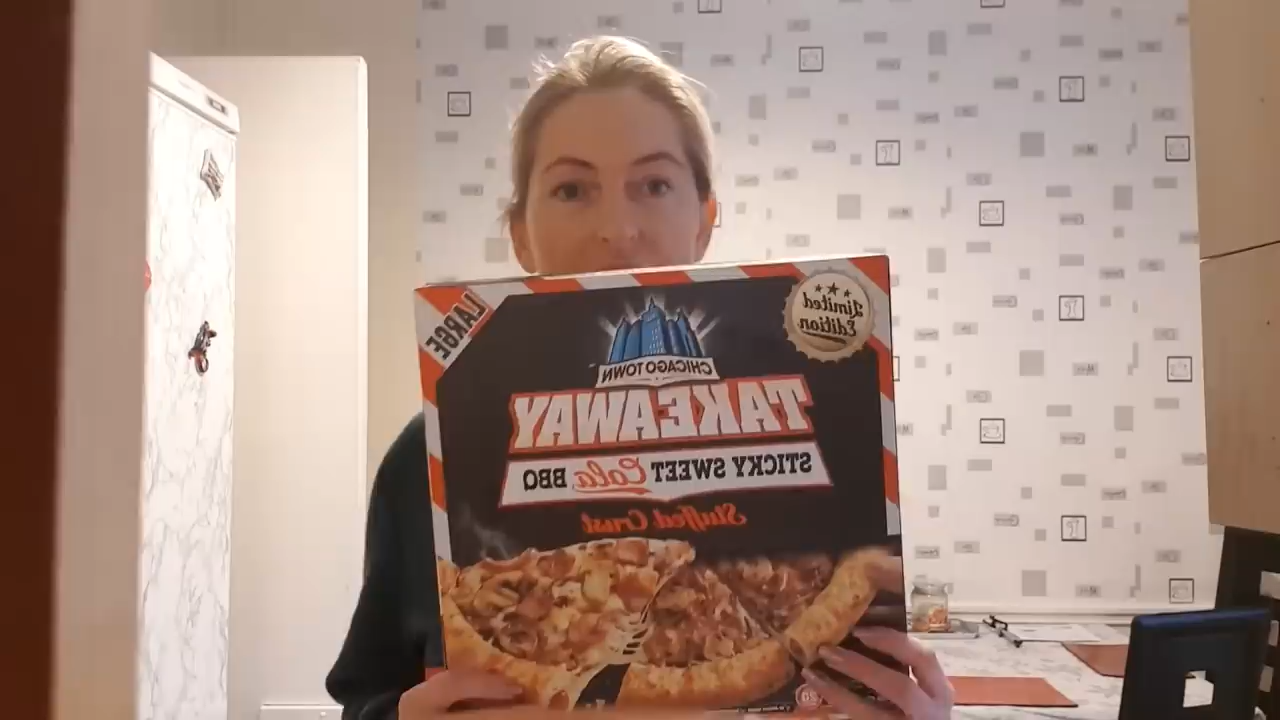 LARGE
Limited
Edition
CHICAGO TOWN
TAKEAWAY
STICKY SWEET Cola BBQ
Stuffed Crust